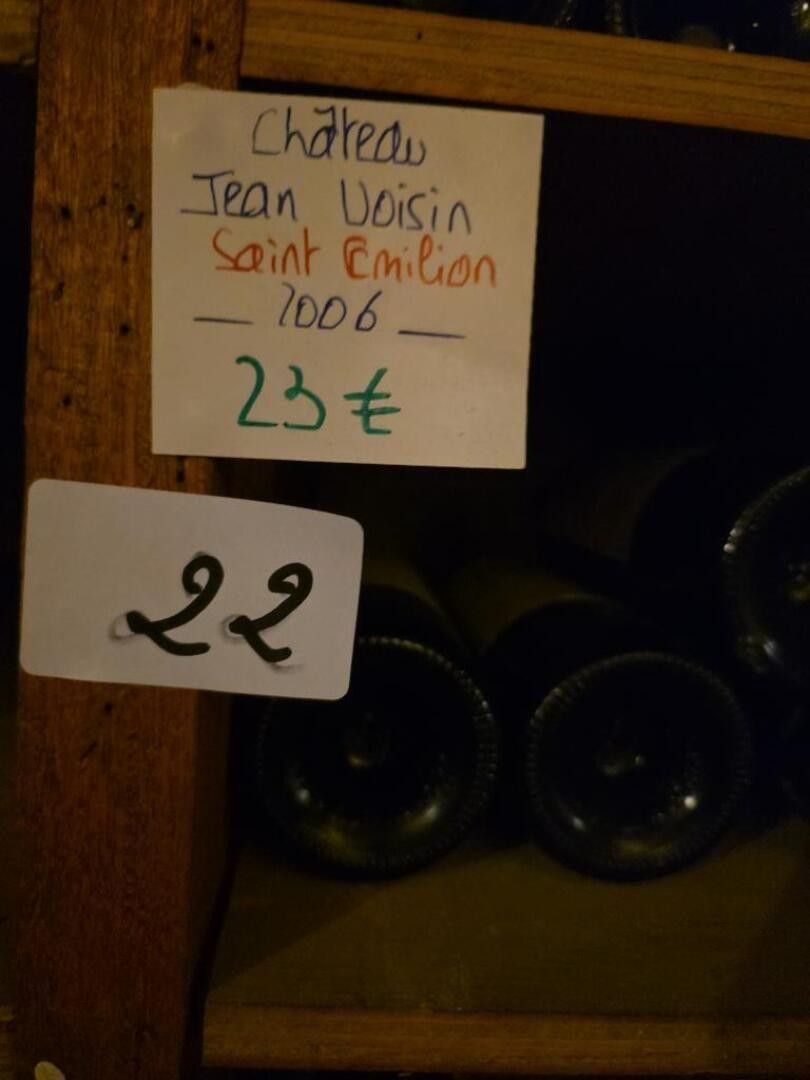 Château
Jean Voisin
Saint Emilion
— 2006 —
23 €
22